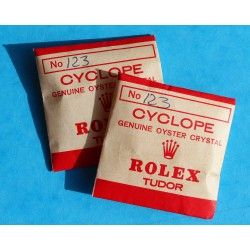 No 123
CYCLOPE
GENUINE OYSTER CRYSTAL
ROLEX
TUDOR
No 123
CYCLOPE
GENUINE OYSTER CRYSTAL
ROLEX
TUDOR